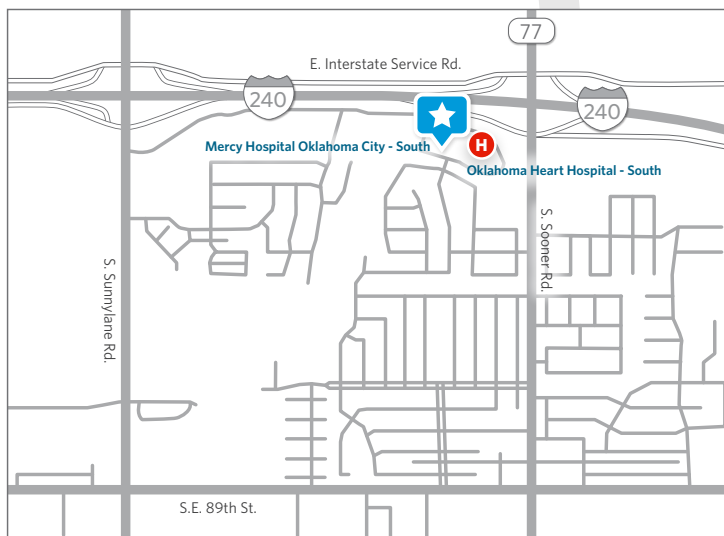 77
E. Interstate Service Rd.
240
240
Mercy Hospital Oklahoma City - South
H
Oklahoma Heart Hospital - South
S. Sunnylane Rd.
S. Sooner Rd.
S.E. 89th St.